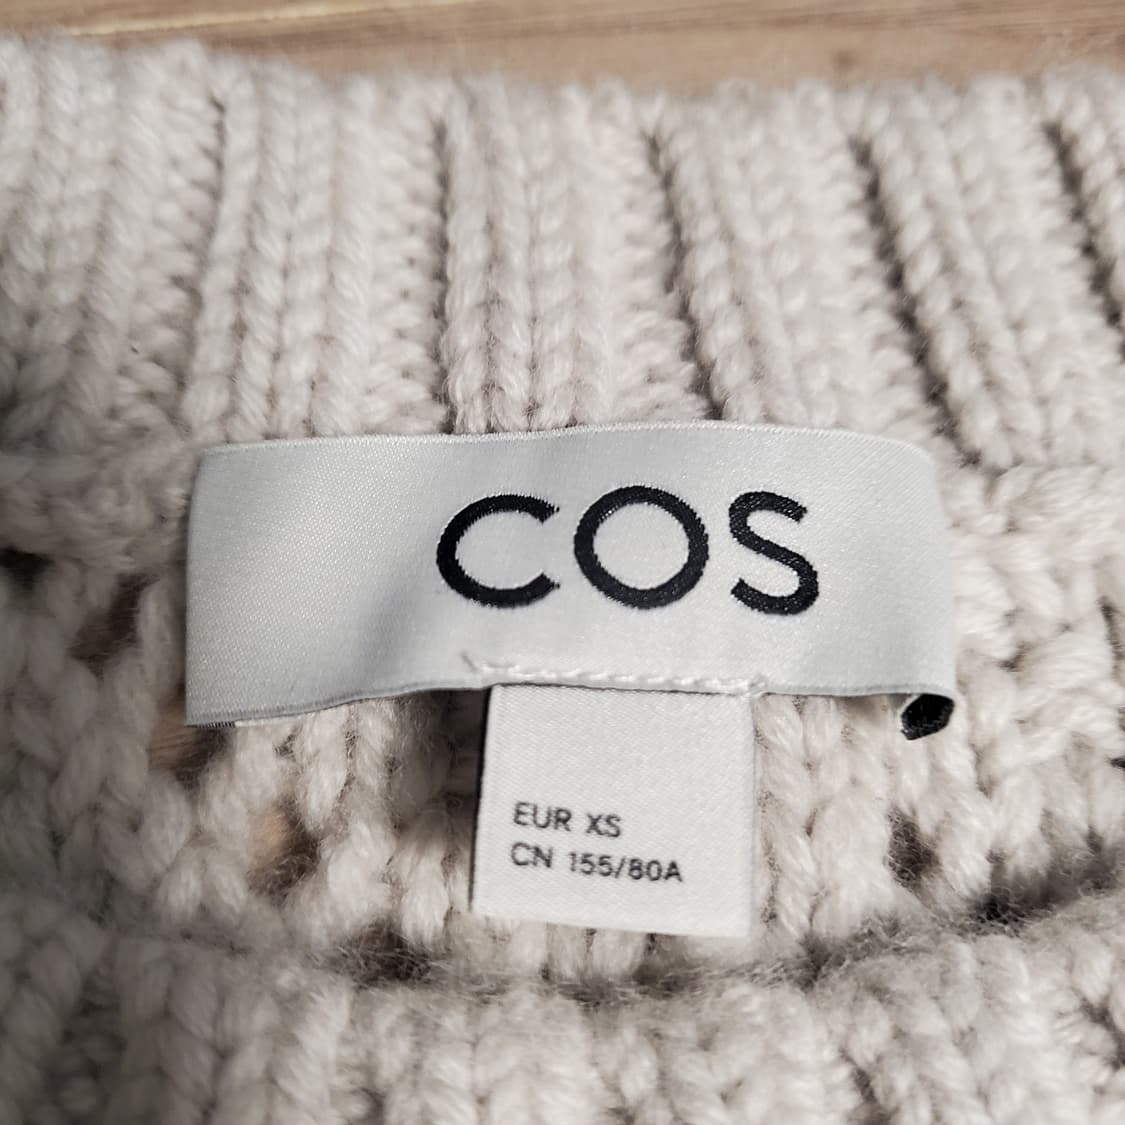 COS
EUR XS
CN 155/80A